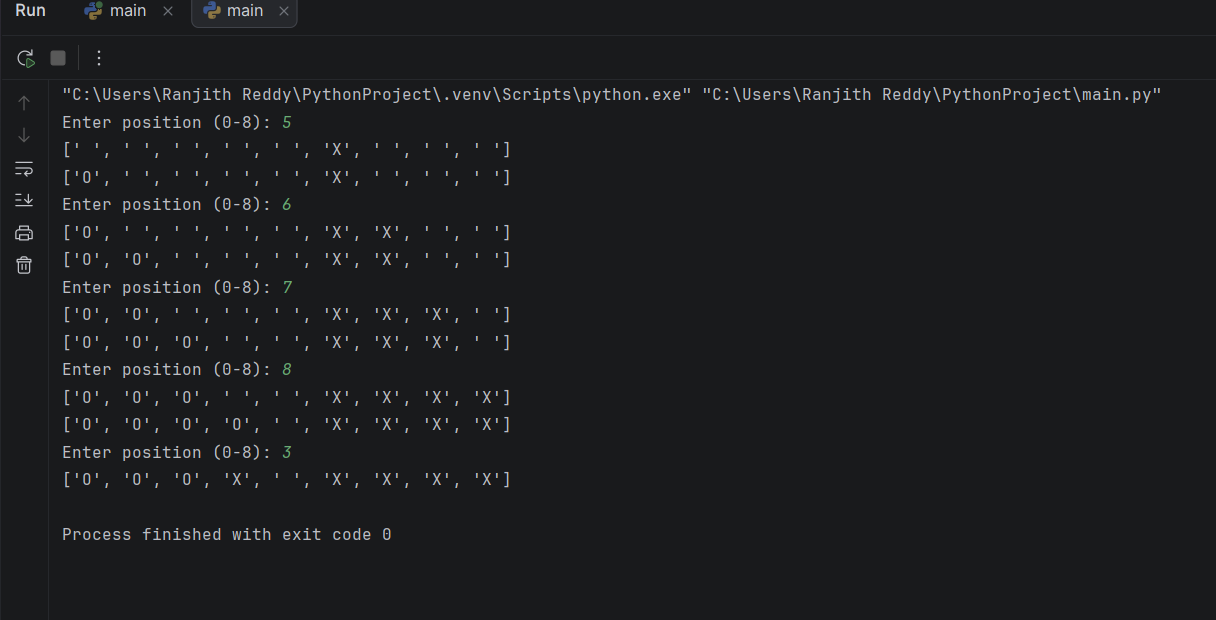 Run main × main ×
"C:\Users\Ranjith Reddy\PythonProject\.venv\Scripts\python.exe" "C:\Users\Ranjith Reddy\PythonProject\main.py"
Enter position (0-8): 5
[' ', ' ', ' ', ' ', ' ', 'X', ' ', ' ', ' ']
['O', ' ', ' ', ' ', ' ', 'X', ' ', ' ', ' ']
Enter position (0-8): 6
['O', ' ', ' ', ' ', ' ', 'X', 'X', ' ', ' ']
['O', 'O', ' ', ' ', ' ', 'X', 'X', ' ', ' ']
Enter position (0-8): 7
['O', 'O', ' ', ' ', ' ', 'X', 'X', 'X', ' ']
['O', 'O', 'O', ' ', ' ', 'X', 'X', 'X', ' ']
Enter position (0-8): 8
['O', 'O', 'O', ' ', ' ', 'X', 'X', 'X', 'X']
['O', 'O', 'O', 'O', ' ', 'X', 'X', 'X', 'X']
Enter position (0-8): 3
['O', 'O', 'O', 'X', ' ', 'X', 'X', 'X', 'X']
Process finished with exit code 0